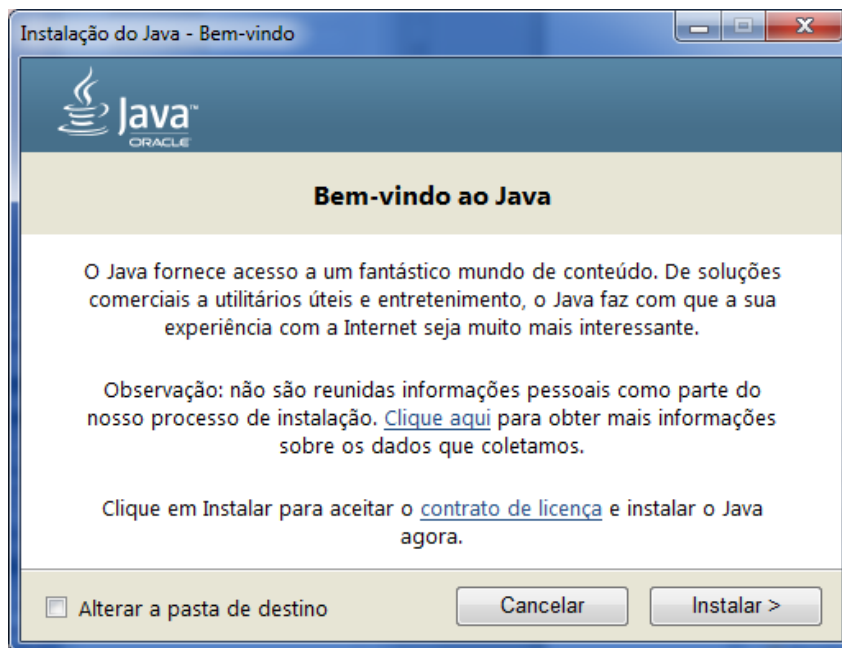 Instalação do Java - Bem-vindo
Java™
ORACLE
Bem-vindo ao Java
O Java fornece acesso a um fantástico mundo de conteúdo. De soluções
comerciais a utilitários úteis e entretenimento, o Java faz com que a sua
experiência com a Internet seja muito mais interessante.
Observação: não são reunidas informações pessoais como parte do
nosso processo de instalação. Clique aqui para obter mais informações
sobre os dados que coletamos.
Clique em Instalar para aceitar o contrato de licença e instalar o Java
agora.
Alterar a pasta de destino
Cancelar
Instalar >